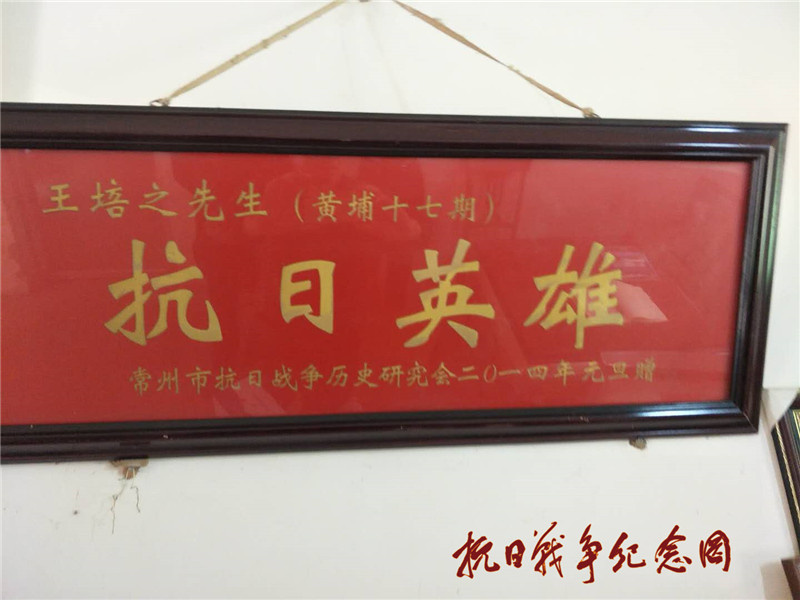 王培之先生（黄埔十七期）
抗日英雄
常州市抗日战争历史研究会二〇一四年元旦赠
抗日战争纪念网